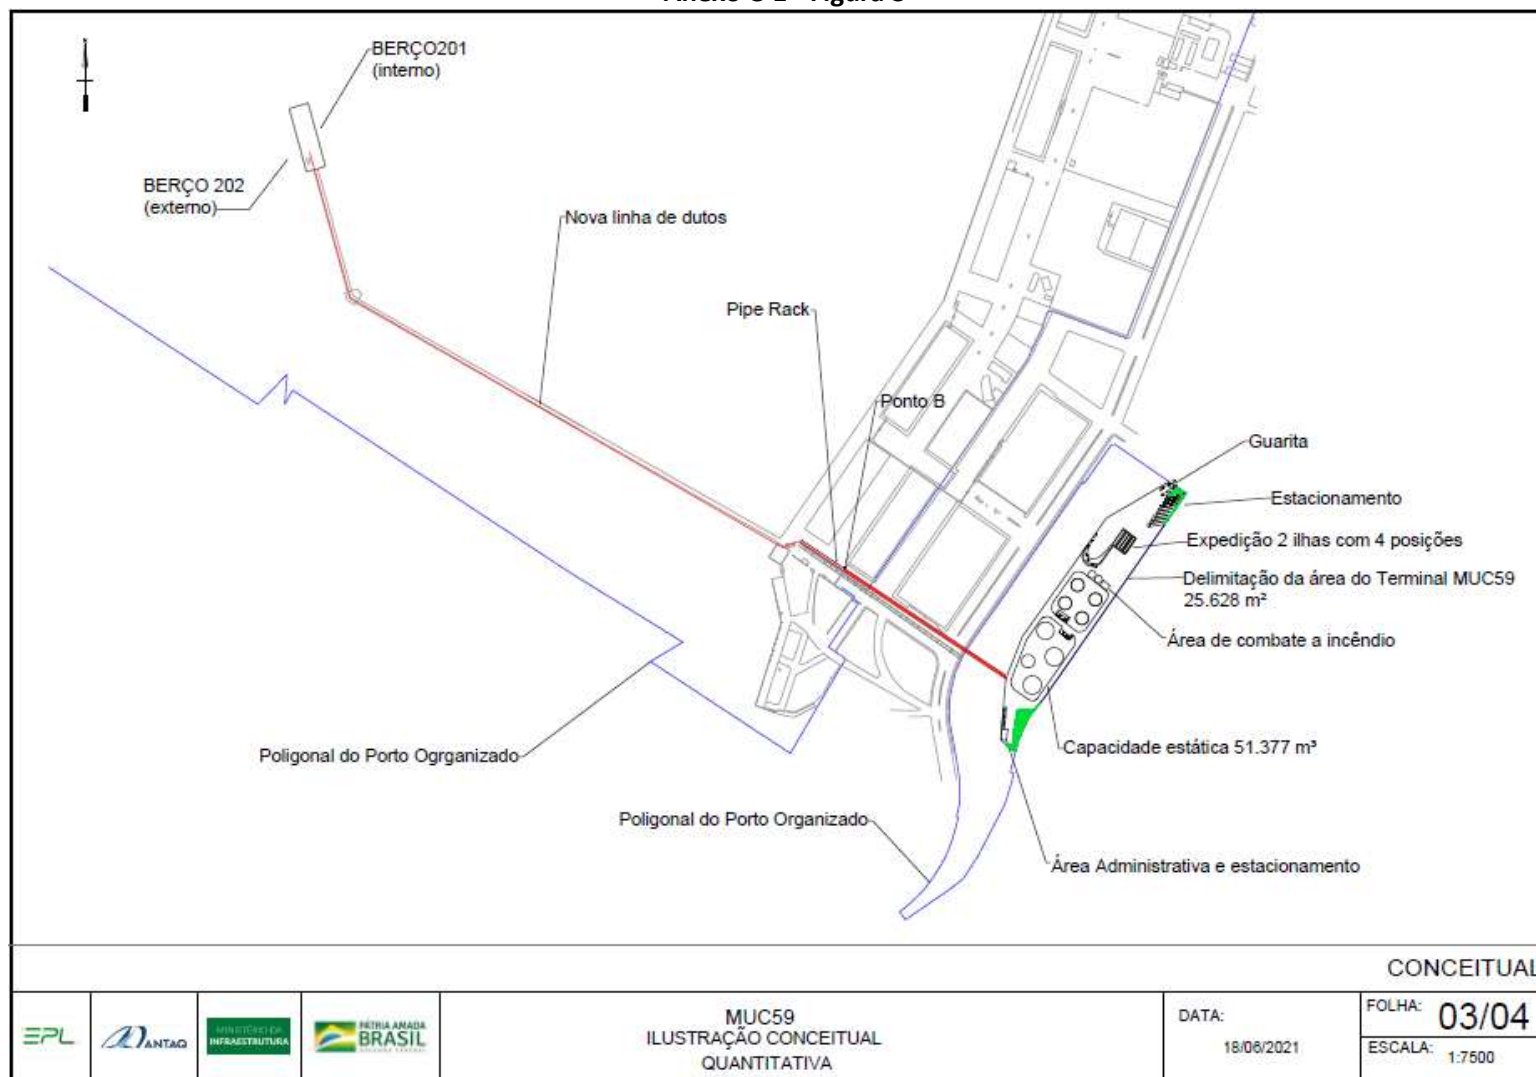 BERÇO201
(interno)
BERÇO 202
(externo)
Nova linha de dutos
Pipe Rack
Ponto B
Guarita
Estacionamento
Expedição 2 ilhas com 4 posições
Delimitação da área do Terminal MUC59
25.628 m²
Área de combate a incêndio
Capacidade estática 51.377 m³
Poligonal do Porto Ogrganizado
Poligonal do Porto Organizado
Área Administrativa e estacionamento
CONCEITUAL
EPL
ANTAQ
MINISTÉRIO DA
INFRAESTRUTURA
PÁTRIA AMADA
BRASIL
MUC59
ILUSTRAÇÃO CONCEITUAL
QUANTITATIVA
DATA:
18/06/2021
FOLHA: 03/04
ESCALA: 1:7500